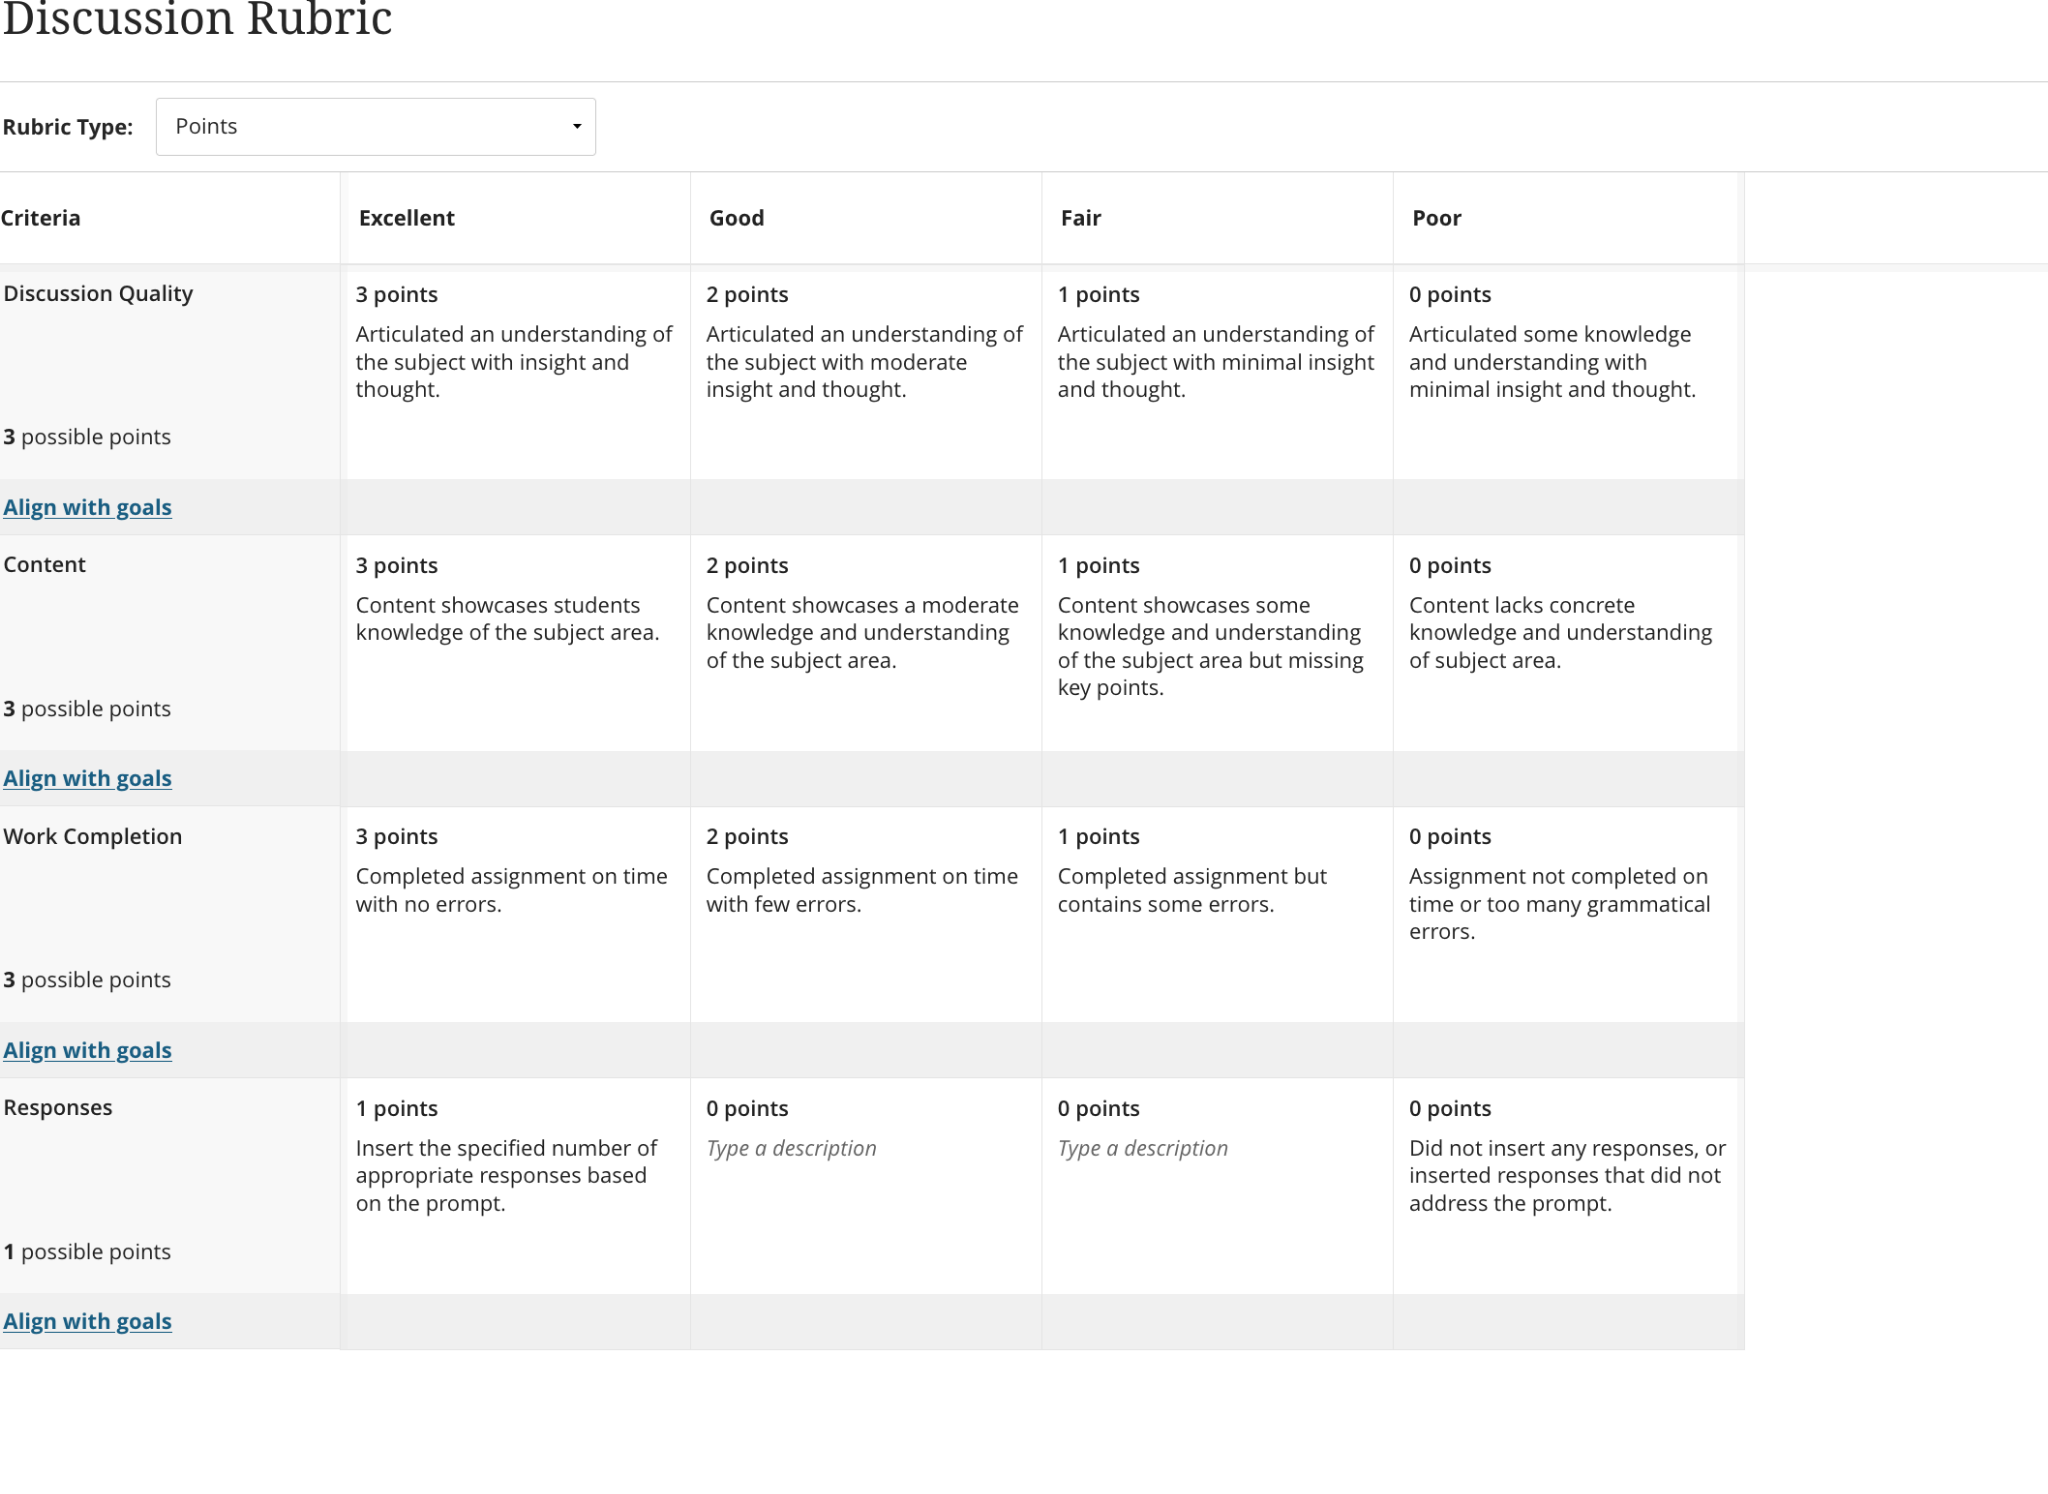 Discussion Rubric
Rubric Type: Points
Criteria Excellent Good Fair Poor
Discussion Quality
3 possible points
3 points
Articulated an understanding of
the subject with insight and
thought.
2 points
Articulated an understanding of
the subject with moderate
insight and thought.
1 points
Articulated an understanding of
the subject with minimal insight
and thought.
0 points
Articulated some knowledge
and understanding with
minimal insight and thought.
Align with goals
Content
3 possible points
3 points
Content showcases students
knowledge of the subject area.
2 points
Content showcases a moderate
knowledge and understanding
of the subject area.
1 points
Content showcases some
knowledge and understanding
of the subject area but missing
key points.
0 points
Content lacks concrete
knowledge and understanding
of subject area.
Align with goals
Work Completion
3 possible points
3 points
Completed assignment on time
with no errors.
2 points
Completed assignment on time
with few errors.
1 points
Completed assignment but
contains some errors.
0 points
Assignment not completed on
time or too many grammatical
errors.
Align with goals
Responses
1 possible points
1 points
Insert the specified number of
appropriate responses based
on the prompt.
0 points
Type a description
0 points
Type a description
0 points
Did not insert any responses, or
inserted responses that did not
address the prompt.
Align with goals